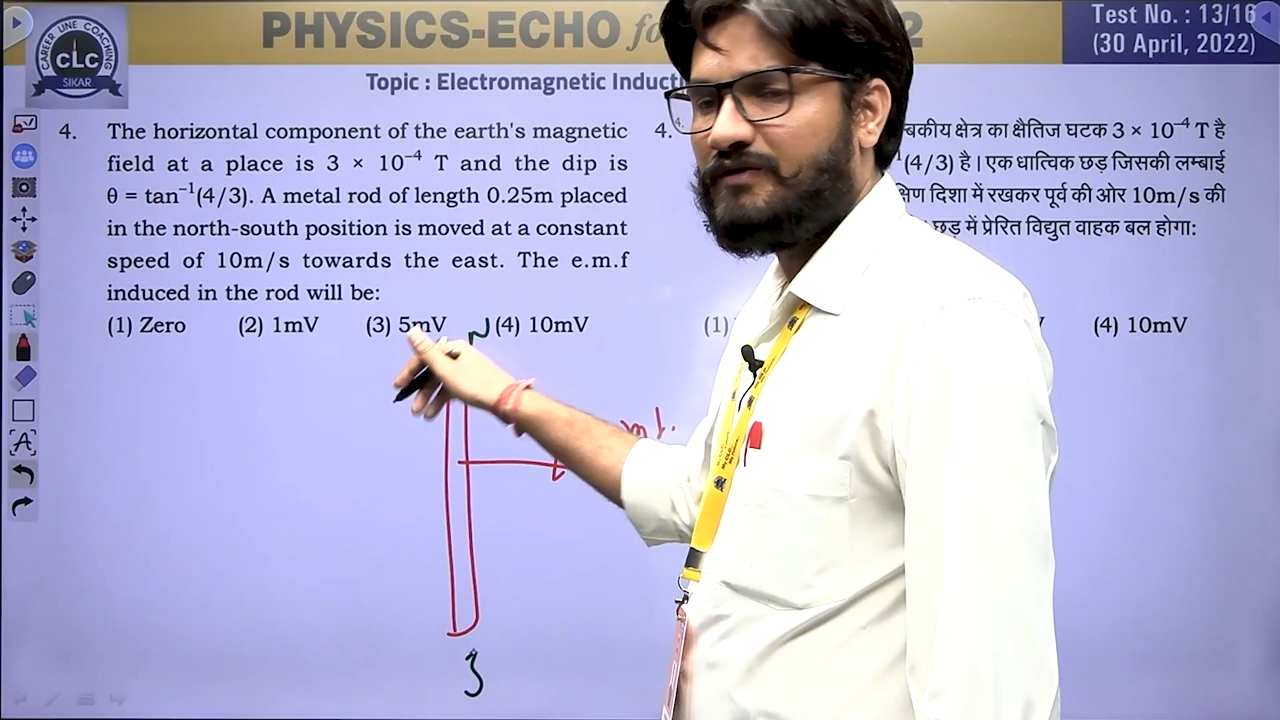 CAREER LINE COACHING
CLC
SIKAR
PHYSICS-ECHO fo
2
Test No. : 13/16
(30 April, 2022)
Topic : Electromagnetic Inducti
4. The horizontal component of the earth's magnetic
field at a place is 3 × 10⁻⁴ T and the dip is
θ = tan⁻¹(4/3). A metal rod of length 0.25m placed
in the north-south position is moved at a constant
speed of 10m/s towards the east. The e.m.f
induced in the rod will be:
(1) Zero (2) 1mV (3) 5mV (4) 10mV
4. बकीय क्षेत्र का क्षैतिज घटक 3 × 10⁻⁴ T है
(4/3) है। एक धात्विक छड़ जिसकी लम्बाई
दिशा में रखकर पूर्व की ओर 10m/s की
छड़ में प्रेरित विद्युत वाहक बल होगा:
(1) (4) 10mV
N